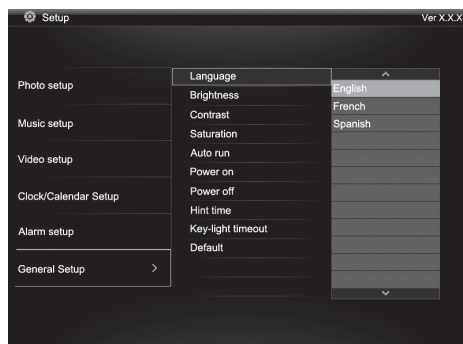 Setup
Ver X.X.X
Photo setup
Music setup
Video setup
Clock/Calendar Setup
Alarm setup
General Setup >
Language
Brightness
Contrast
Saturation
Auto run
Power on
Power off
Hint time
Key-light timeout
Default
English
French
Spanish